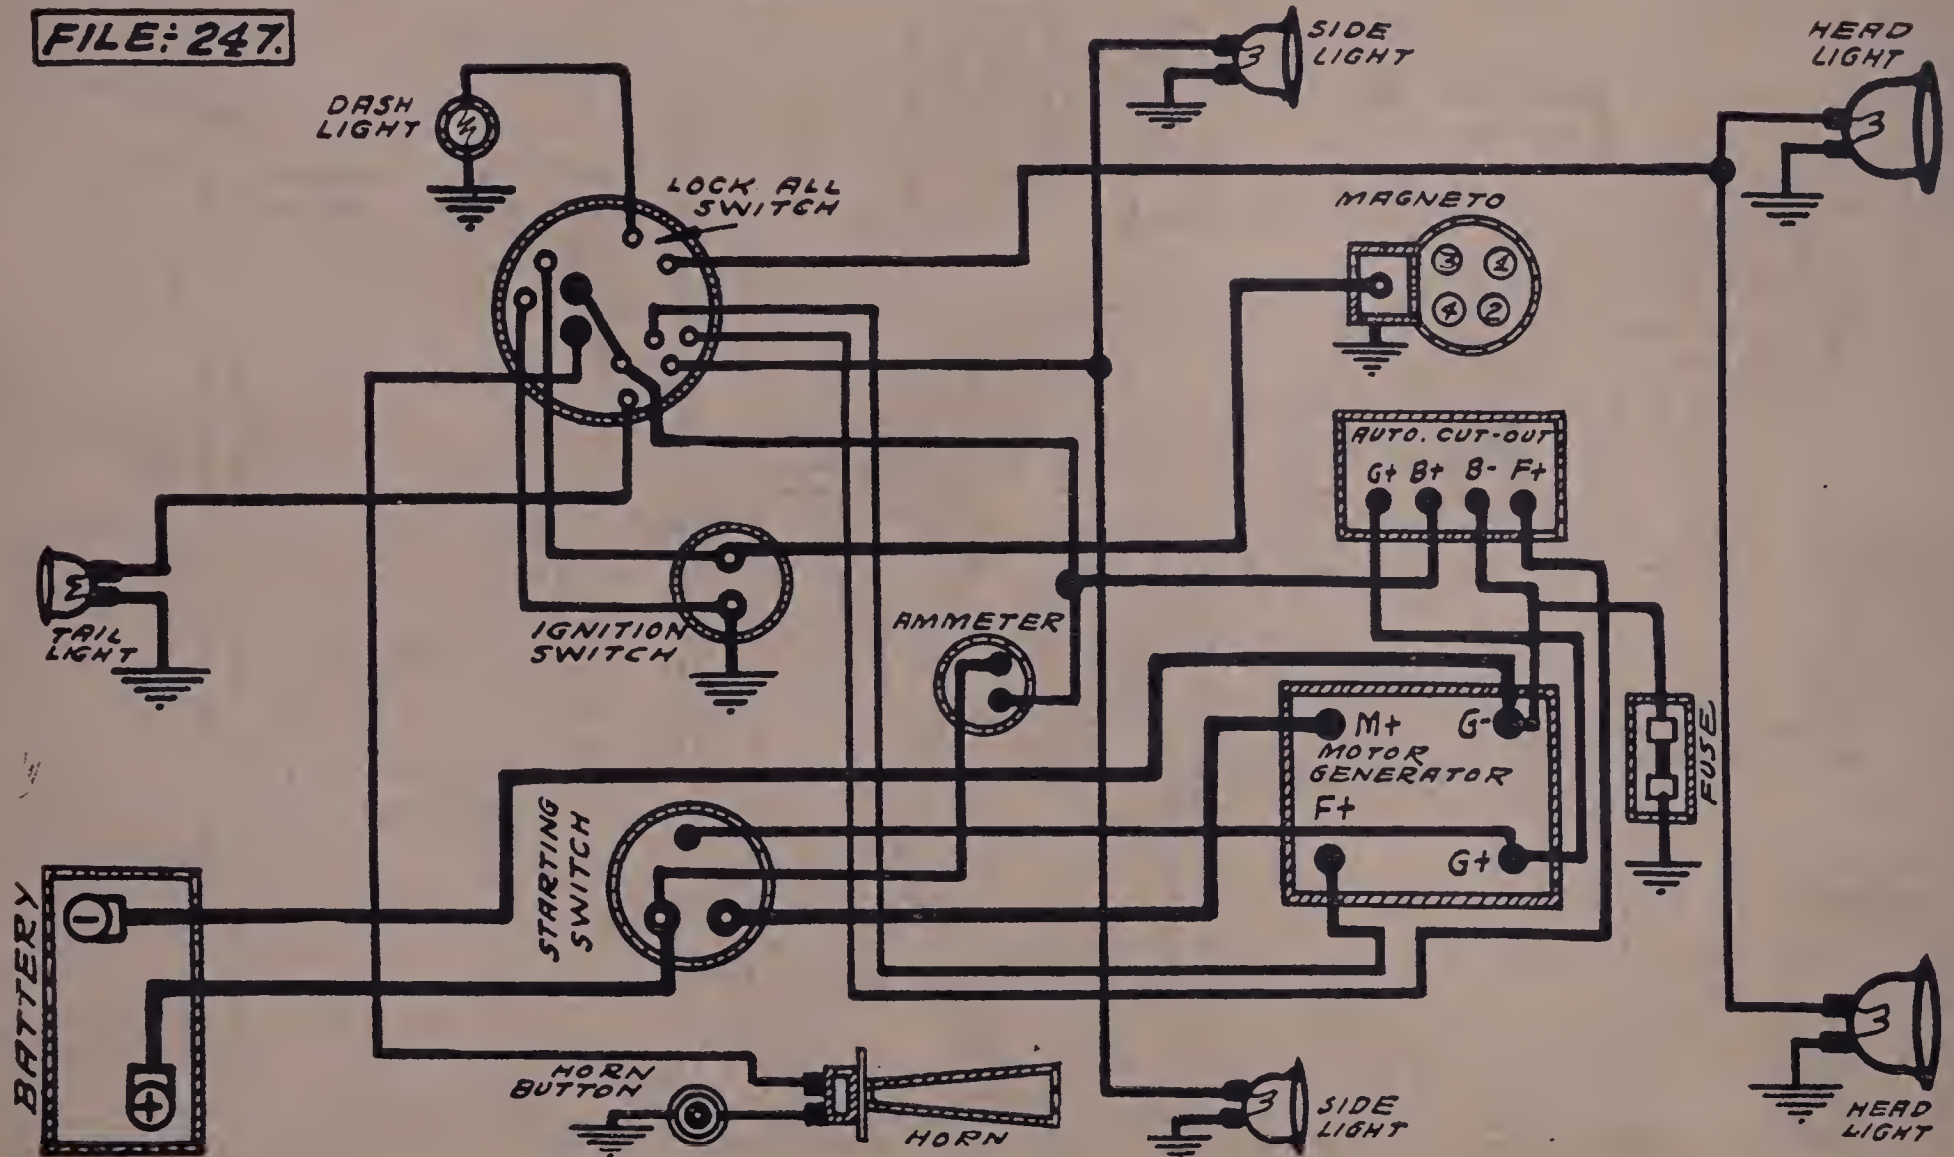 FILE:- 247.
SIDE
LIGHT
HEAD
LIGHT
DASH
LIGHT
LOCK ALL
SWITCH
MAGNETO
3 1
4 2
AUTO. CUT-OUT
G+ B+ B- F+
TAIL
LIGHT
IGNITION
SWITCH
AMMETER
M+ G-
MOTOR
GENERATOR
F+
G+
FUSE
STARTING
SWITCH
BATTERY
-
+
HORN
BUTTON
HORN
SIDE
LIGHT
HEAD
LIGHT